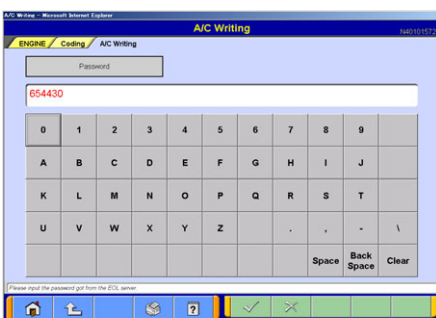 A/C Writing - Microsoft Internet Explorer
A/C Writing
N40101572
ENGINE Coding A/C Writing
Password
654430
0 1 2 3 4 5 6 7 8 9
A B C D E F G H I J
K L M N O P Q R S T
U V W X Y Z . , - \
Space Back Space Clear
Please input the password got from the EOL server.
?